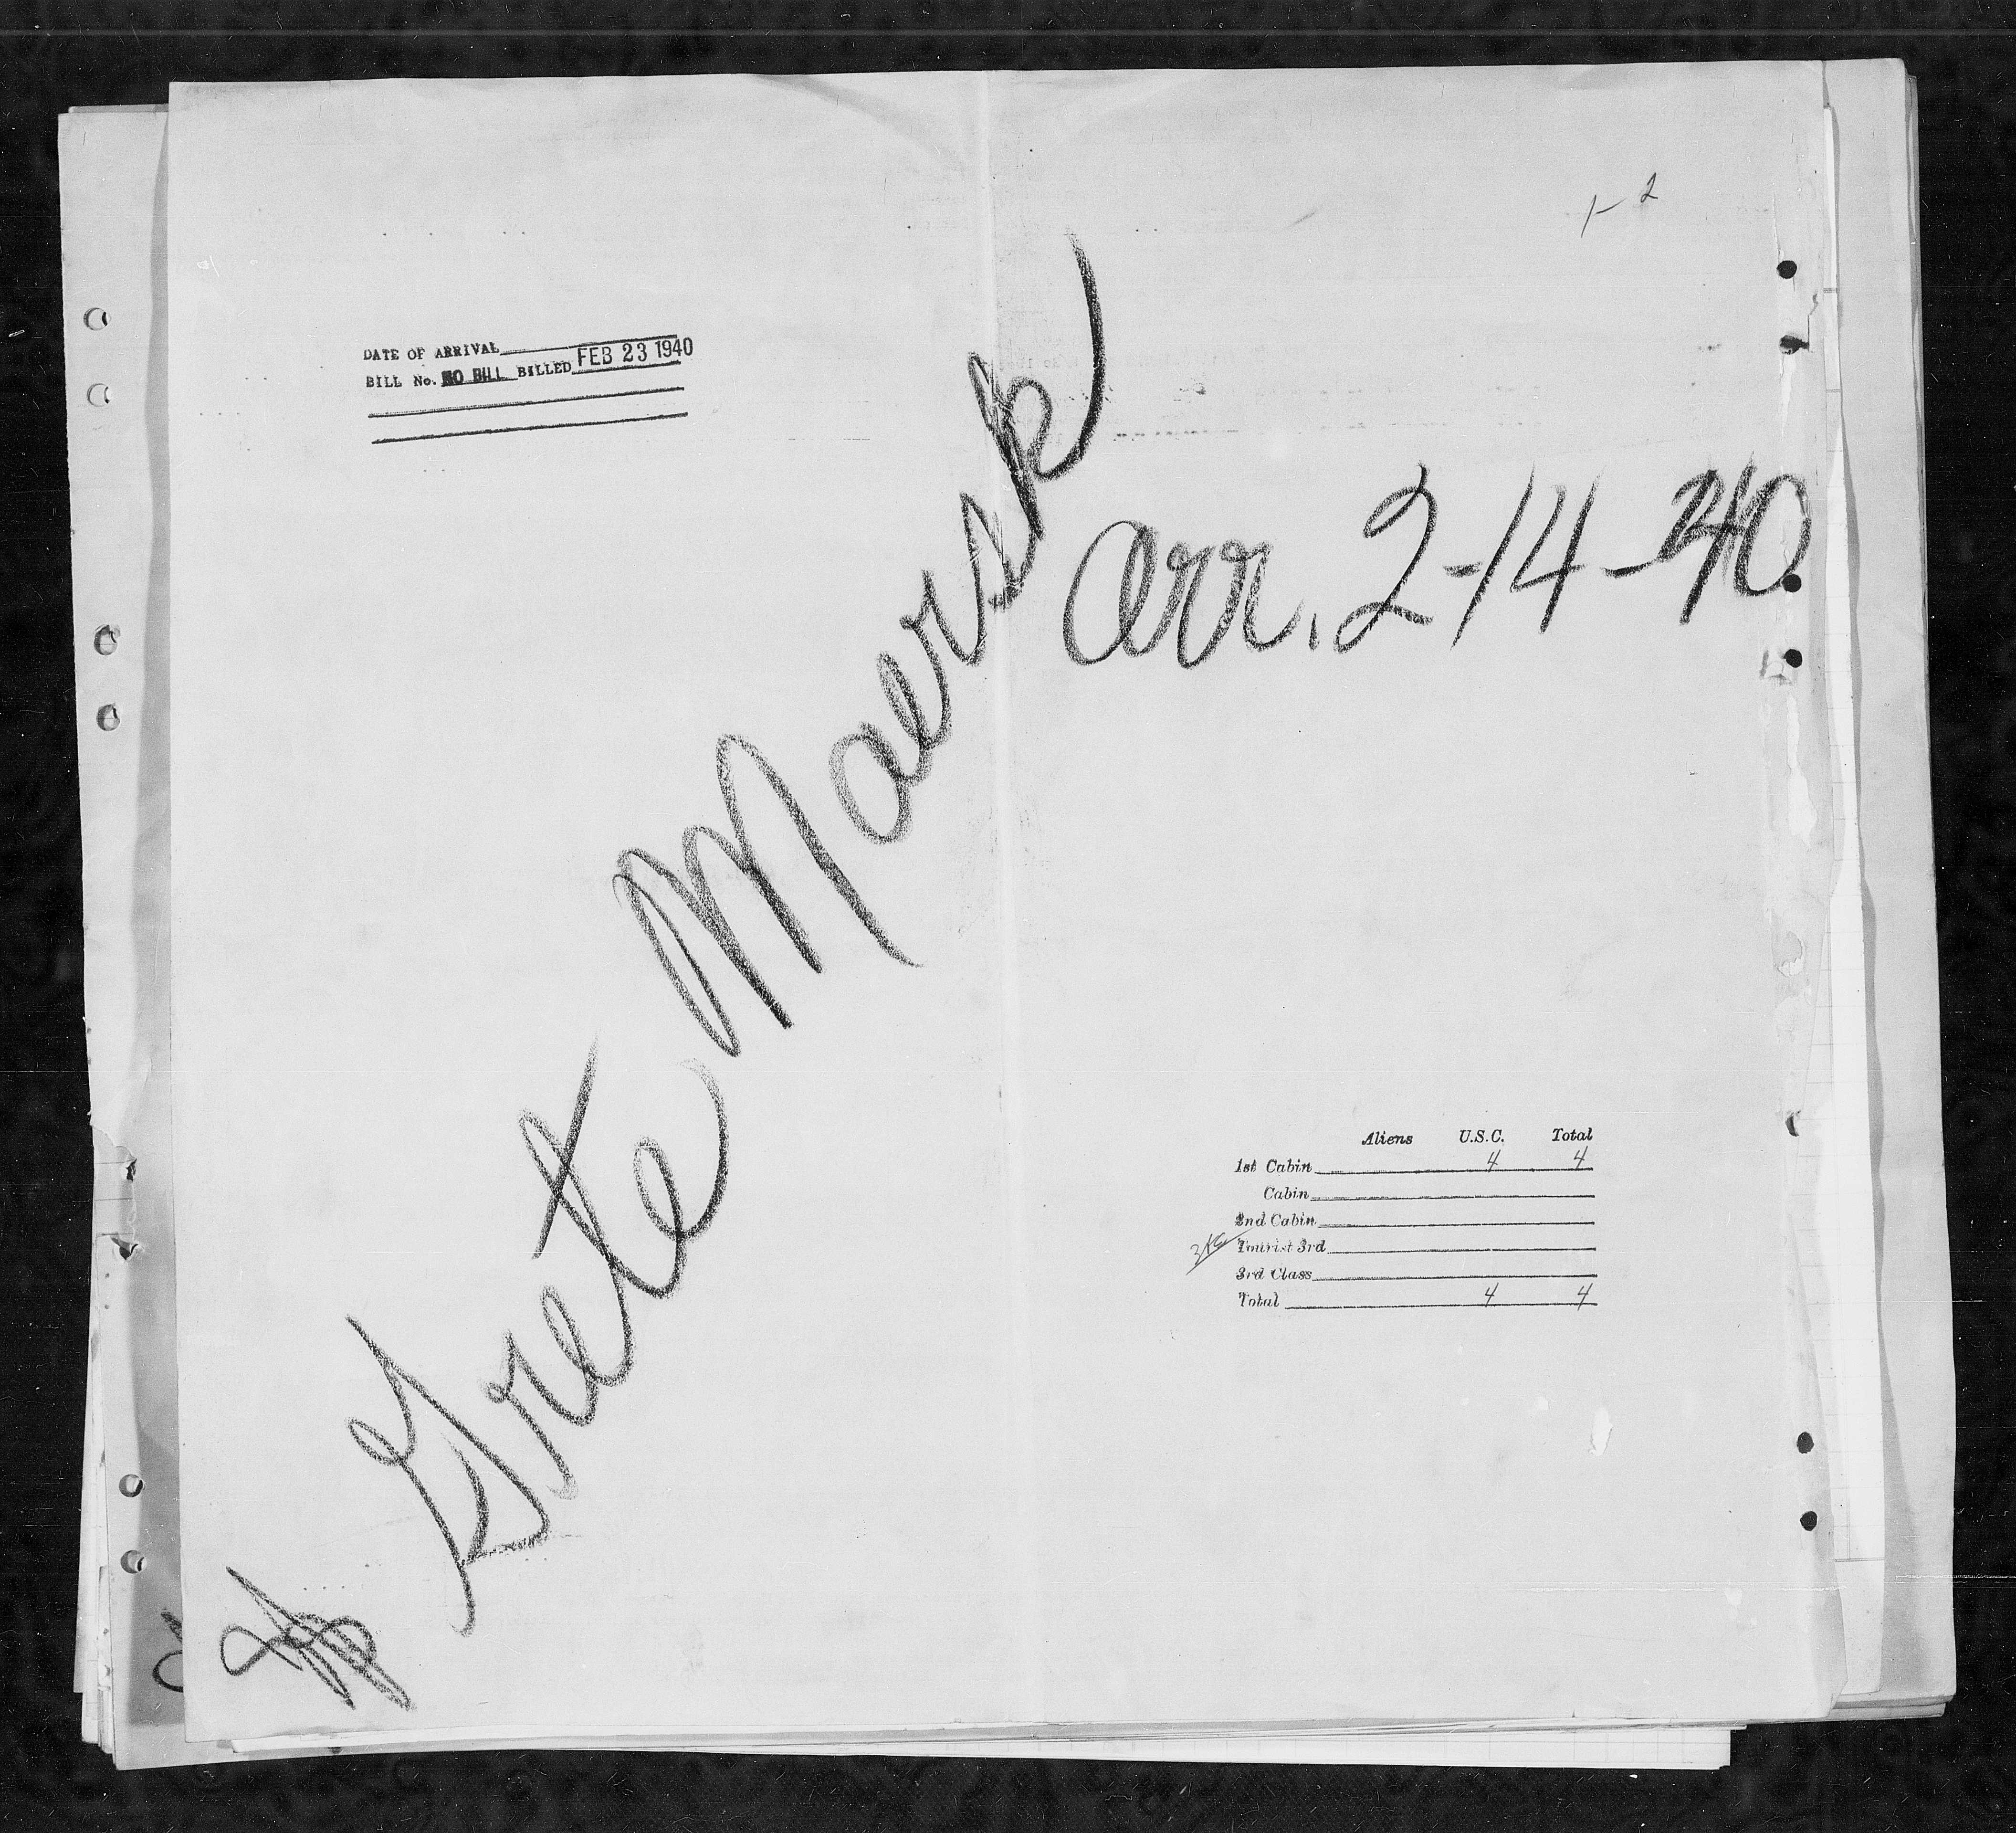 1-2
DATE OF ARRIVAL
BILL No. NO BILL BILLED FEB 23 1940
Grete Maersk
arr. 2-14-40
Aliens U.S.C. Total
1st Cabin 4 4
Cabin
2nd Cabin
Tourist 3rd
3rd Class
Total 4 4